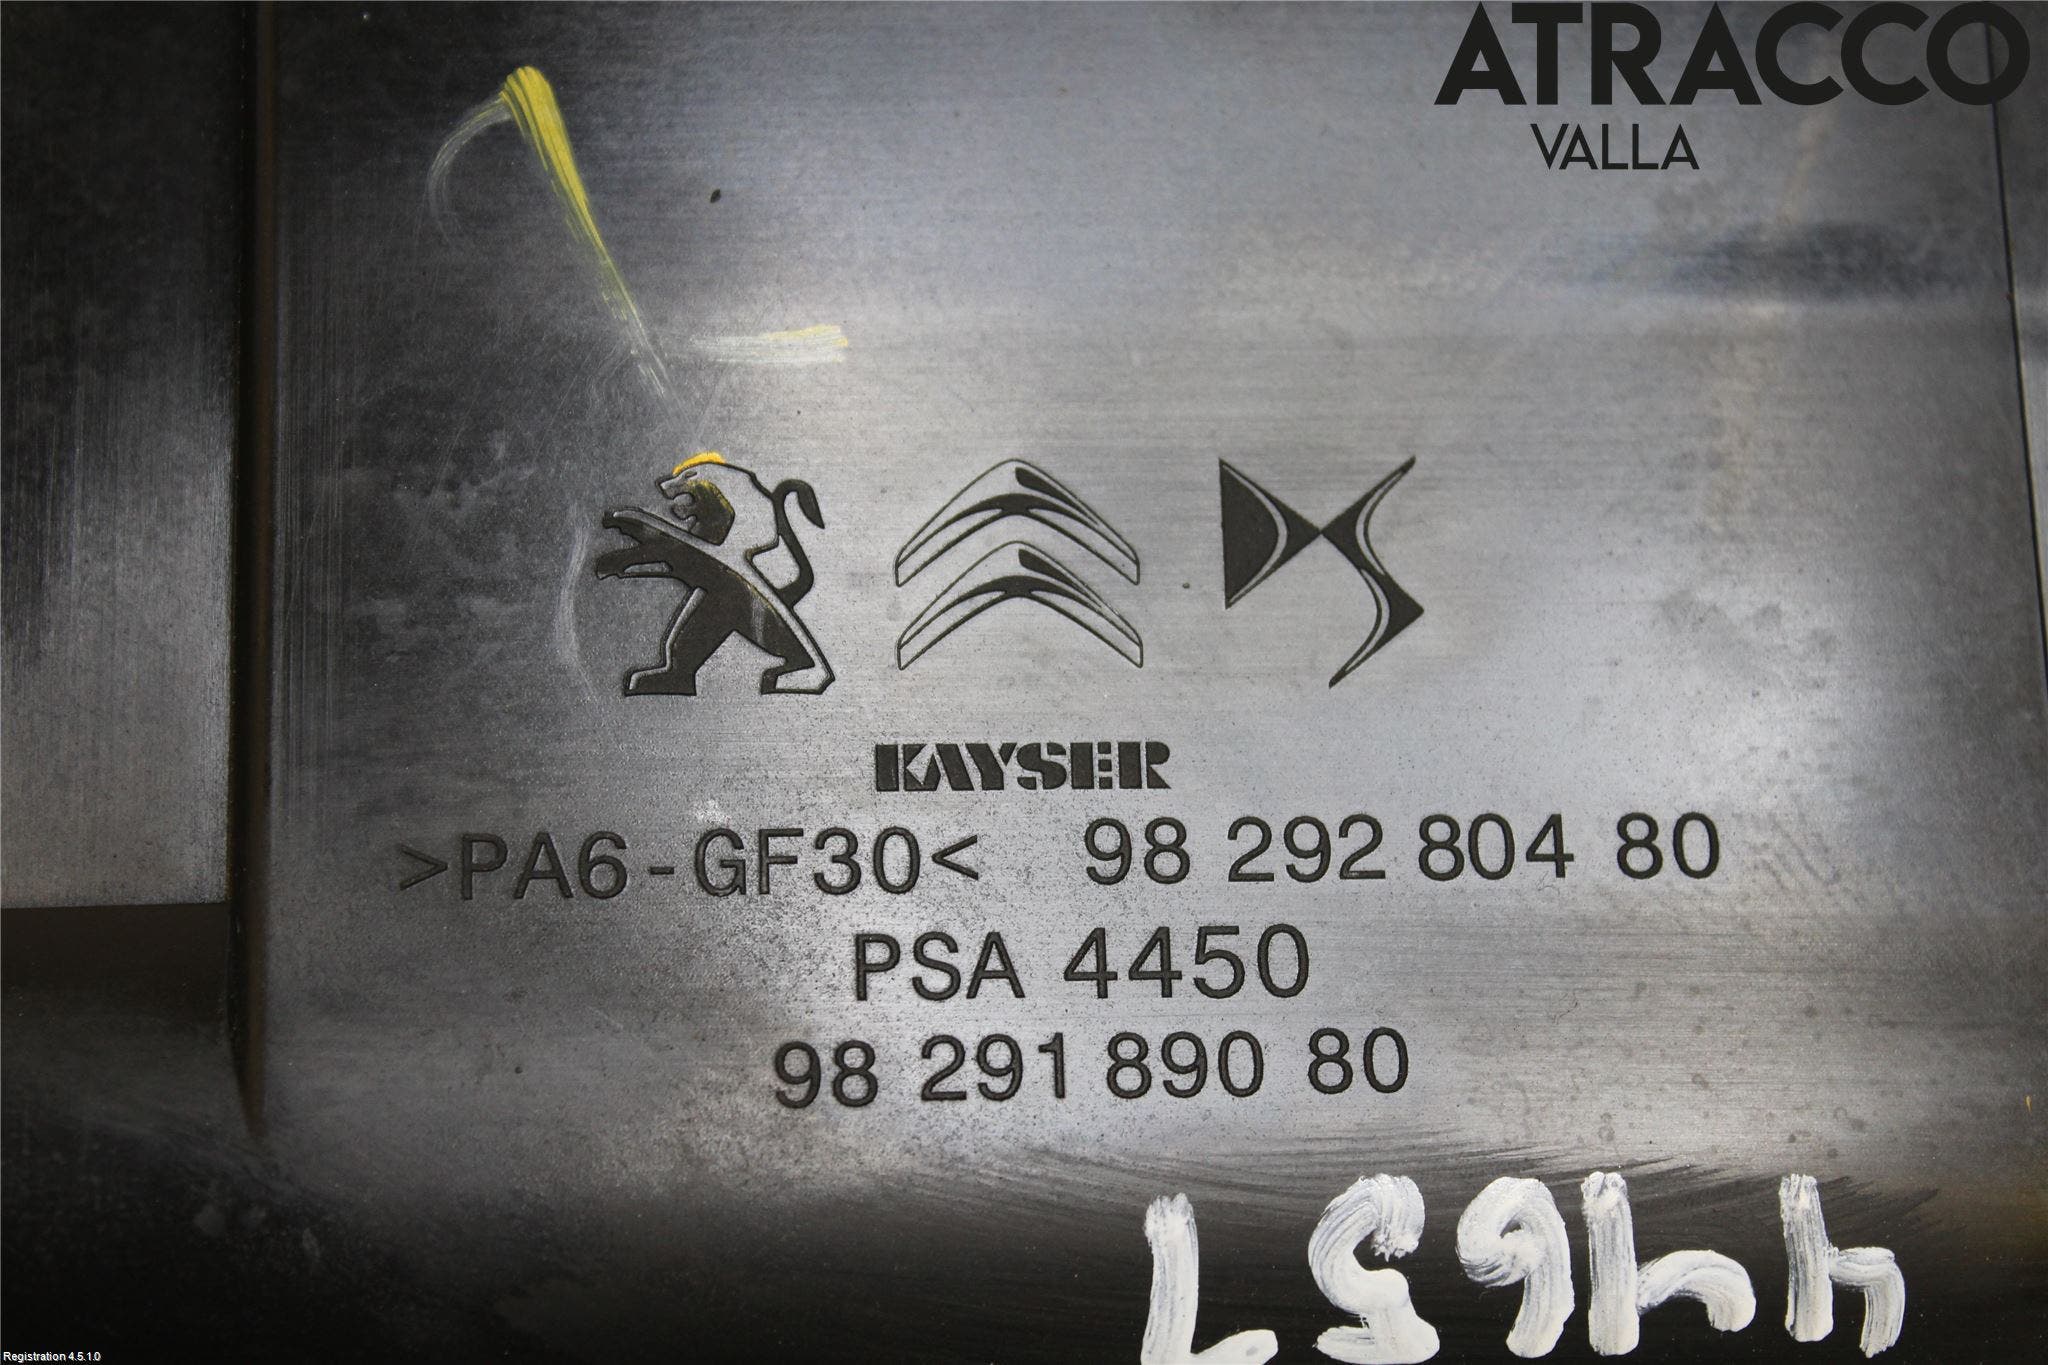 ATRACCO
VALLA
KAYSER
>PA6-GF30< 98 292 804 80
PSA 4450
98 291 890 80
44657
Registration 4.5.1.0